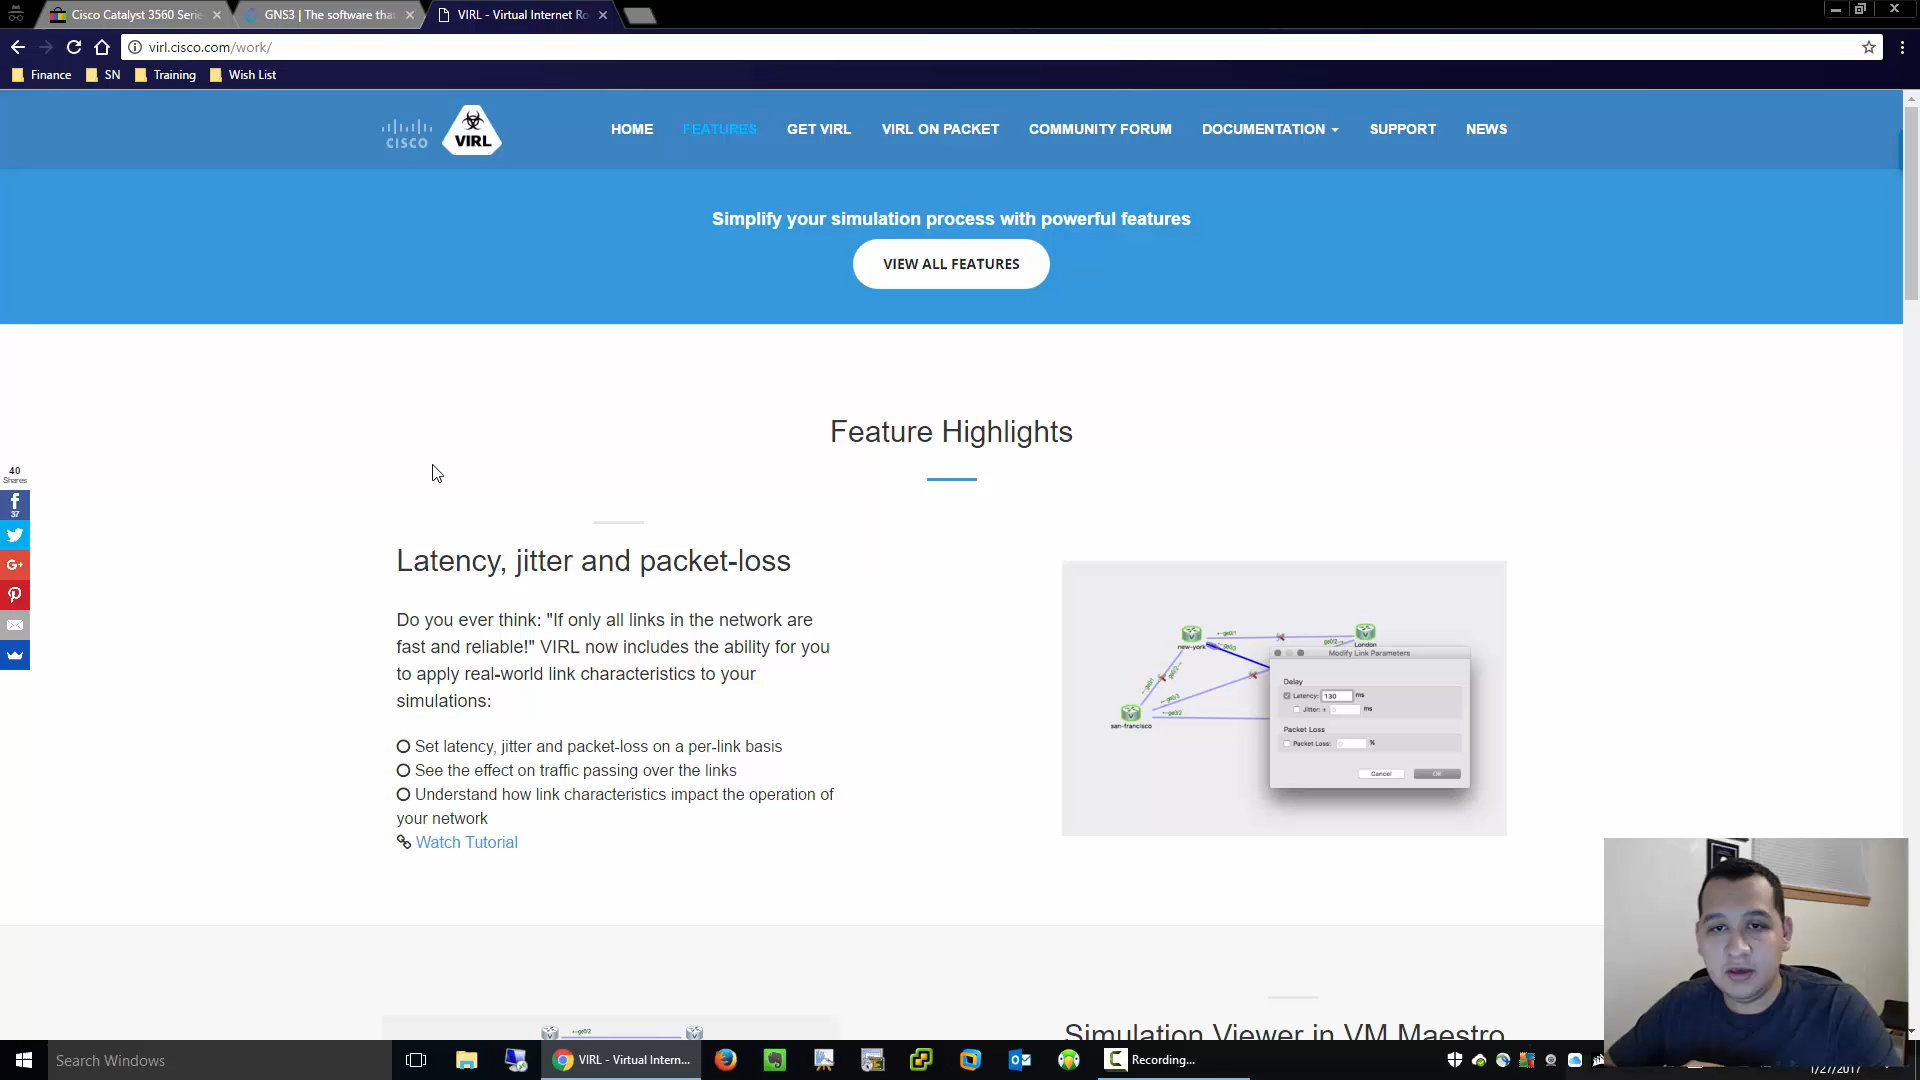 Cisco Catalyst 3560 Serie
GNS3 | The software tha
VIRL - Virtual Internet Ro
virl.cisco.com/work/
Finance SN Training Wish List
CISCO VIRL HOME FEATURES GET VIRL VIRL ON PACKET COMMUNITY FORUM DOCUMENTATION SUPPORT NEWS
Simplify your simulation process with powerful features
VIEW ALL FEATURES
Feature Highlights
40
Shares
37
Latency, jitter and packet-loss
Do you ever think: "If only all links in the network are
fast and reliable!" VIRL now includes the ability for you
to apply real-world link characteristics to your
simulations:
Set latency, jitter and packet-loss on a per-link basis
See the effect on traffic passing over the links
Understand how link characteristics impact the operation of
your network
Watch Tutorial
new-york
London
san-francisco
Modify Link Parameters
Delay
Latency: 130 ms
Jitter: ± ms
Packet Loss
Packet Loss: %
Cancel OK
Simulation Viewer in VM Maestro
Search Windows
VIRL - Virtual Intern...
Recording...
1/27/2017